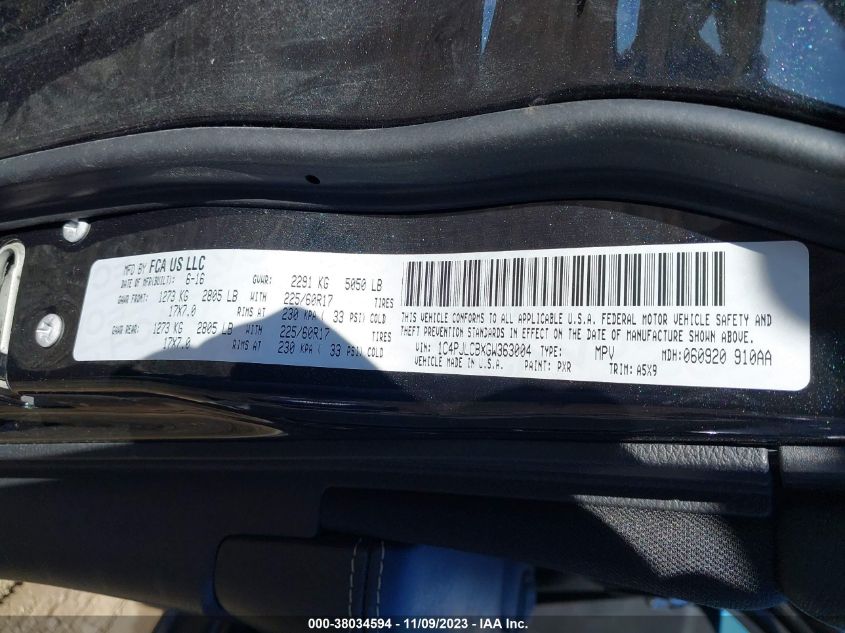 MFD BY FCA US LLC
DATE OF MFR(BUILT): 6-16 GVWR: 2291 KG 5050 LB
GAWR FRONT: 1273 KG 2805 LB WITH 225/60R17 TIRES
17X7.0 RIMS AT 230 KPA ( 33 PSI) COLD
GAWR REAR: 1273 KG 2805 LB WITH 225/60R17 TIRES
17X7.0 RIMS AT 230 KPA ( 33 PSI) COLD
THIS VEHICLE CONFORMS TO ALL APPLICABLE U.S.A. FEDERAL MOTOR VEHICLE SAFETY AND
THEFT PREVENTION STANDARDS IN EFFECT ON THE DATE OF MANUFACTURE SHOWN ABOVE.
VIN: 1C4PJLCBXGW363004 TYPE: MPV MDH: 060920 910AA
VEHICLE MADE IN U.S.A. PAINT: PXR TRIM: A5X9
000-38034594 — 11/09/2023 — IAAI.com.